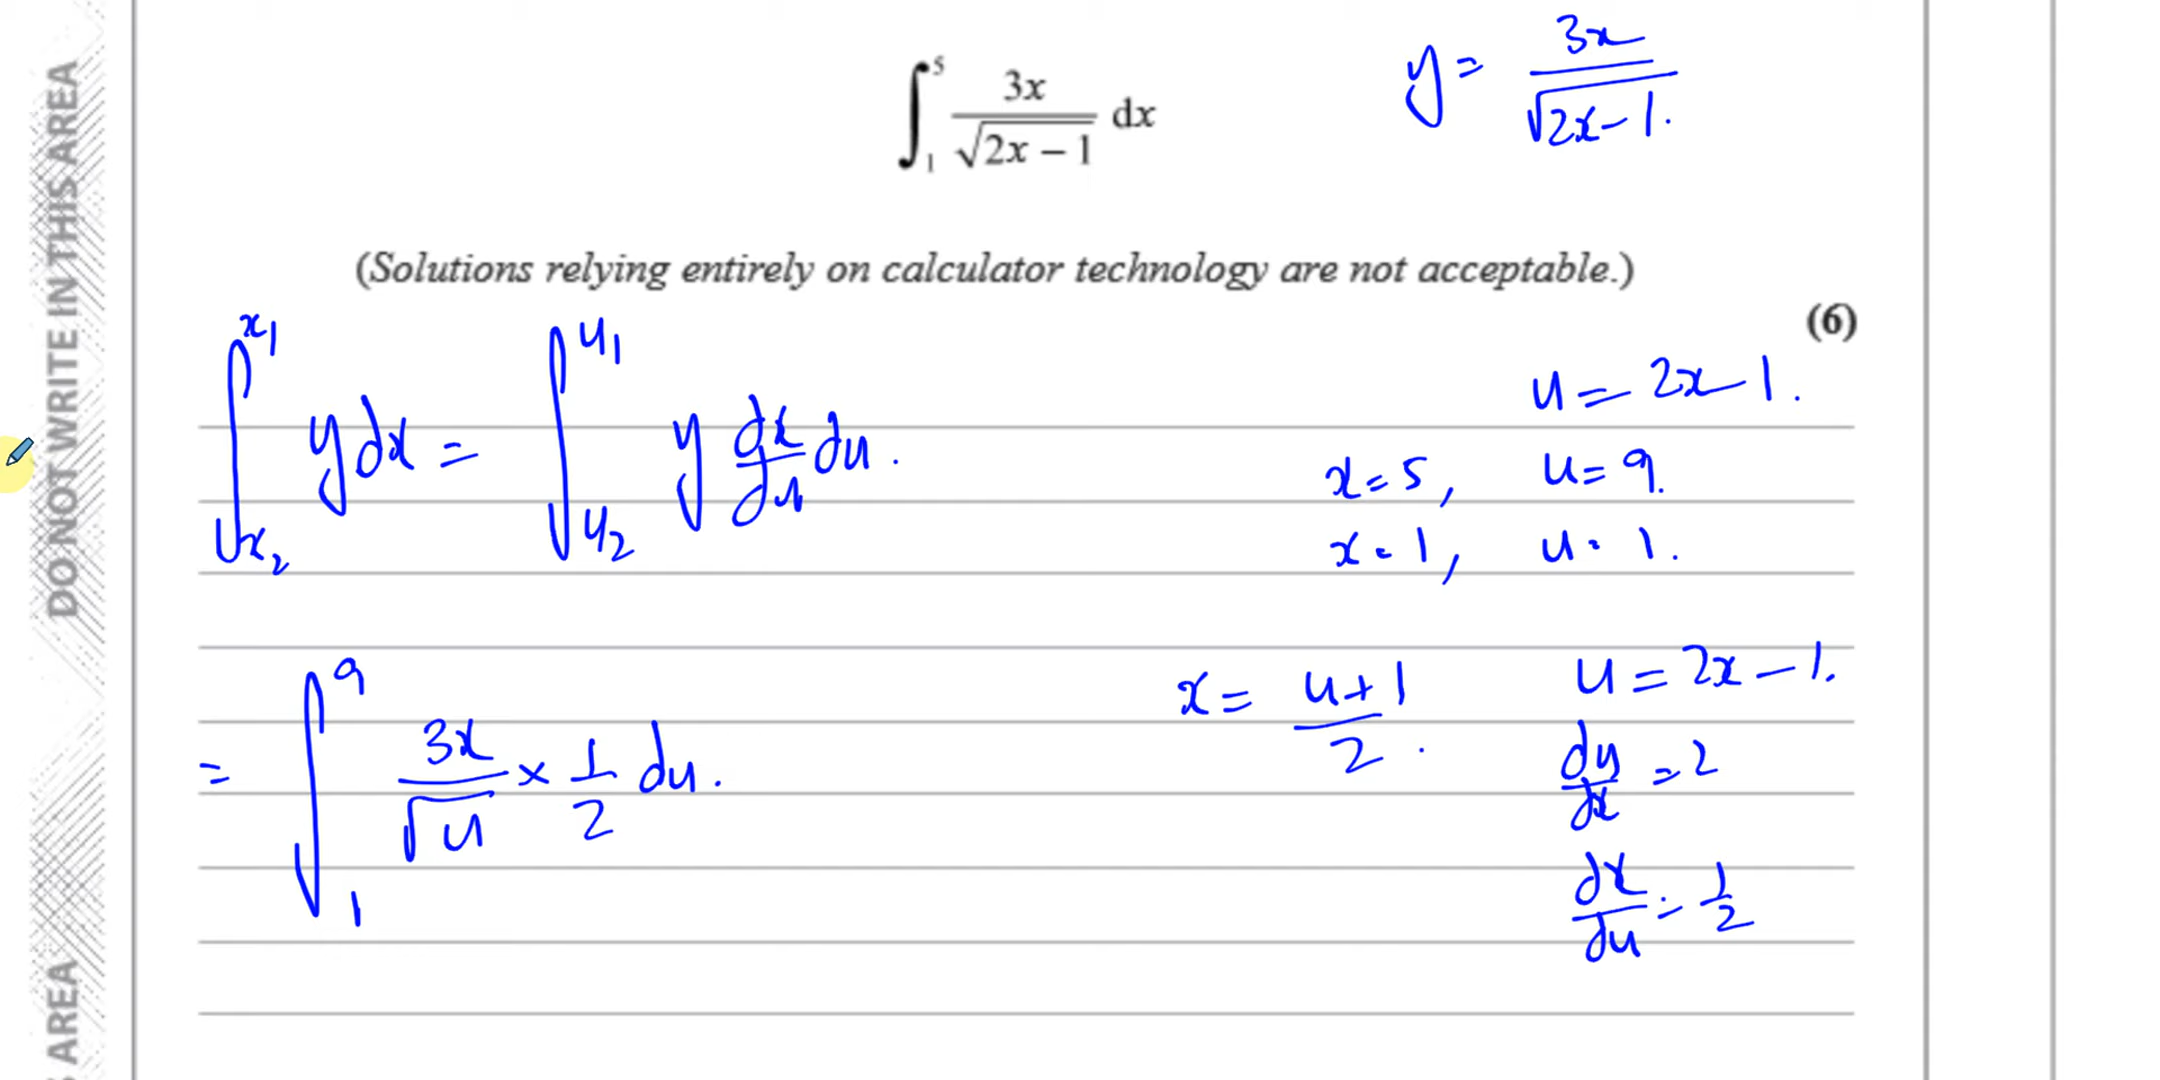 DO NOT WRITE IN THIS AREA
S AREA
∫₁⁵ 3x/√(2x − 1) dx
y = 3x/√(2x−1).
(Solutions relying entirely on calculator technology are not acceptable.)
(6)
∫_{x₂}^{x₁} y dx = ∫_{u₂}^{u₁} y dx/du du.
u = 2x−1.
x=5, u=9.
x=1, u=1.
= ∫₁⁹ 3x/√u × 1/2 du.
x = (u+1)/2.
u = 2x−1.
du/dx = 2
dx/du = 1/2